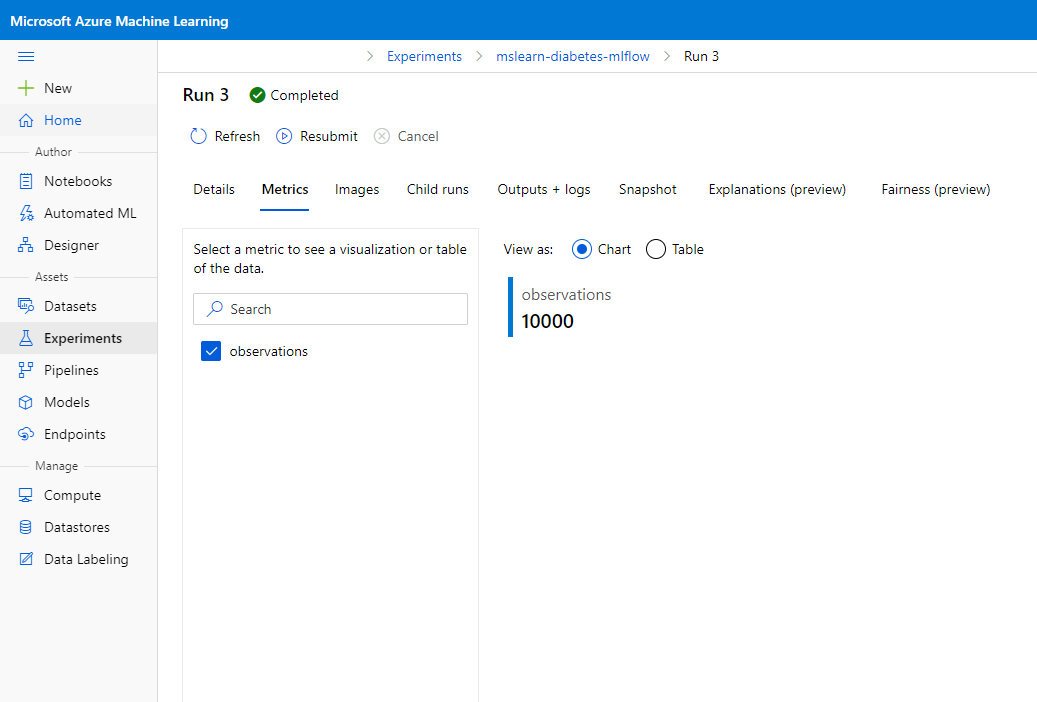 Microsoft Azure Machine Learning
Experiments
mslearn-diabetes-mlflow
Run 3
New
Home
Author
Notebooks
Automated ML
Designer
Assets
Datasets
Experiments
Pipelines
Models
Endpoints
Manage
Compute
Datastores
Data Labeling
Run 3
Completed
Refresh
Resubmit
Cancel
Details
Metrics
Images
Child runs
Outputs + logs
Snapshot
Explanations (preview)
Fairness (preview)
Select a metric to see a visualization or table
of the data.
Search
observations
View as:
Chart
Table
observations
10000